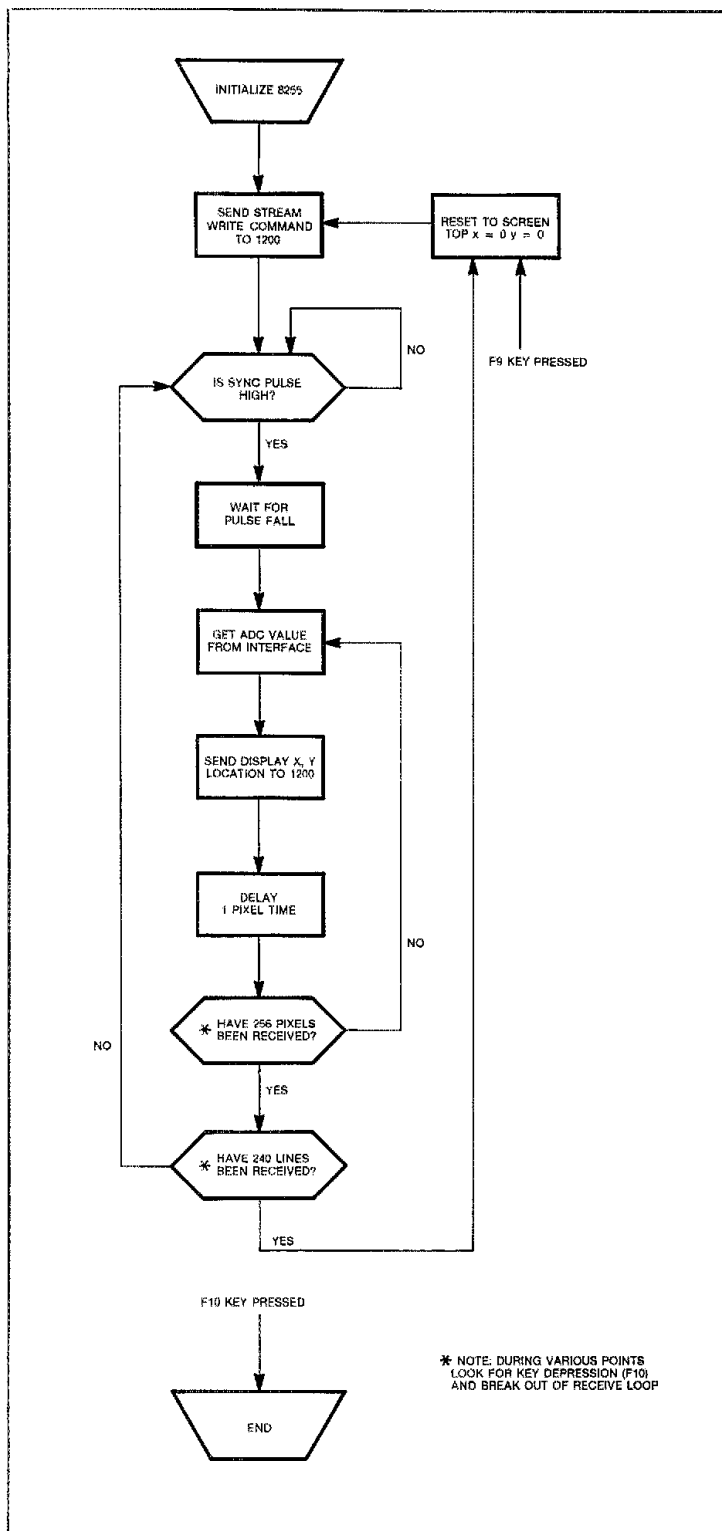 INITIALIZE 8255
SEND STREAM
WRITE COMMAND
TO 1200
RESET TO SCREEN
TOP x = 0 y = 0
F9 KEY PRESSED
IS SYNC PULSE
HIGH?
NO
YES
WAIT FOR
PULSE FALL
GET ADC VALUE
FROM INTERFACE
SEND DISPLAY X, Y
LOCATION TO 1200
DELAY
1 PIXEL TIME
NO
* HAVE 256 PIXELS
BEEN RECEIVED?
NO
YES
* HAVE 240 LINES
BEEN RECEIVED?
YES
F10 KEY PRESSED
END
* NOTE: DURING VARIOUS POINTS
LOOK FOR KEY DEPRESSION (F10)
AND BREAK OUT OF RECEIVE LOOP